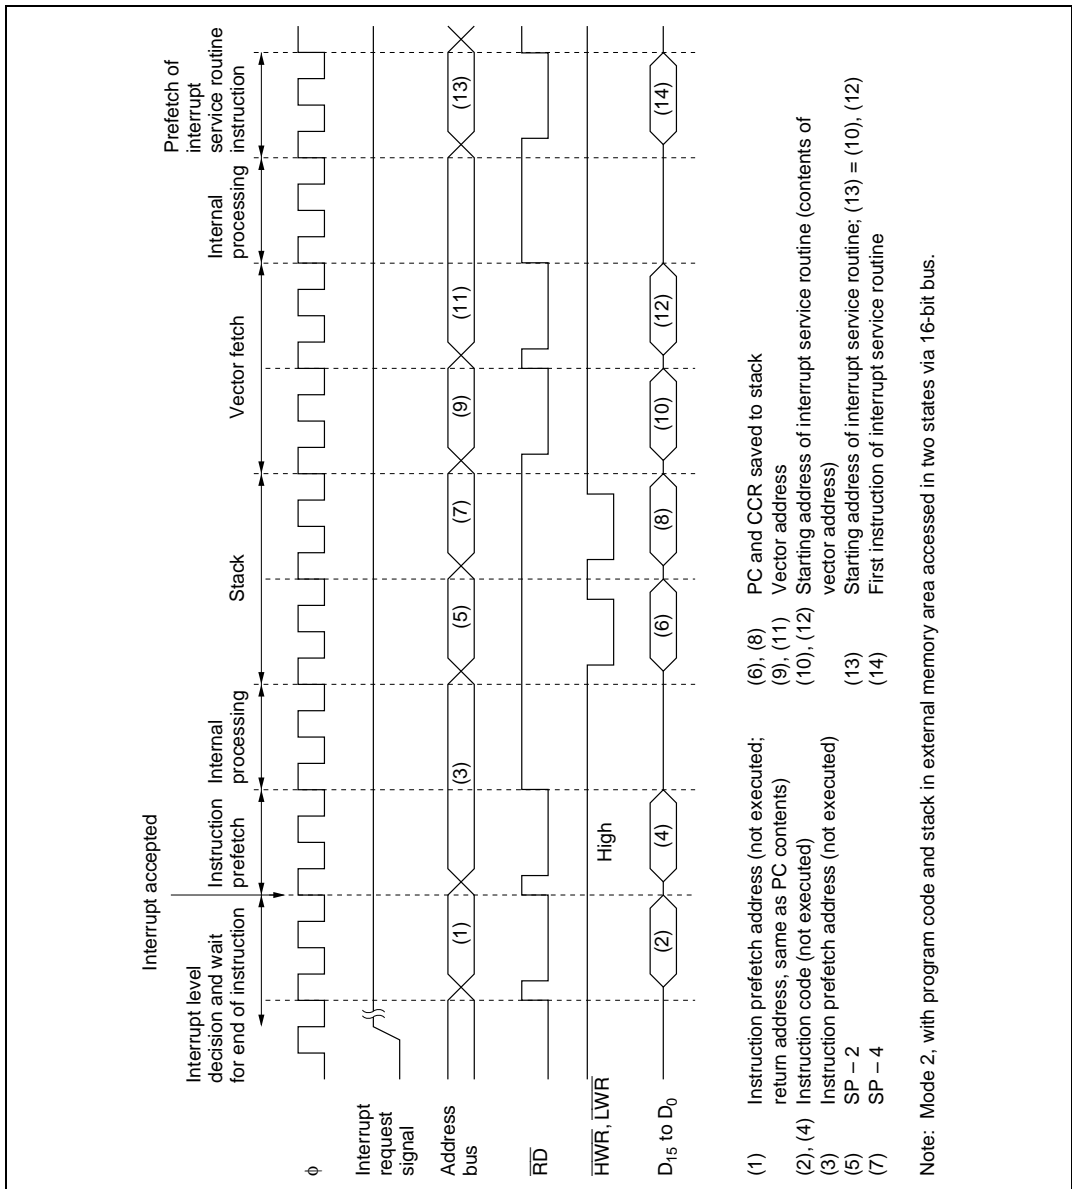 Interrupt accepted
Interrupt level
decision and wait
for end of instruction
Instruction
prefetch
Internal
processing
Stack
Vector fetch
Internal
processing
Prefetch of
interrupt
service routine
instruction
φ
Interrupt
request
signal
Address
bus
(1)
(3)
(5)
(7)
(9)
(11)
(13)
RD
HWR, LWR
High
D15 to D0
(2)
(4)
(6)
(8)
(10)
(12)
(14)
(1) Instruction prefetch address (not executed;
return address, same as PC contents)
(2), (4) Instruction code (not executed)
(3) Instruction prefetch address (not executed)
(5) SP – 2
(7) SP – 4
(6), (8) PC and CCR saved to stack
(9), (11) Vector address
(10), (12) Starting address of interrupt service routine (contents of
vector address)
(13) Starting address of interrupt service routine; (13) = (10), (12)
(14) First instruction of interrupt service routine
Note: Mode 2, with program code and stack in external memory area accessed in two states via 16-bit bus.